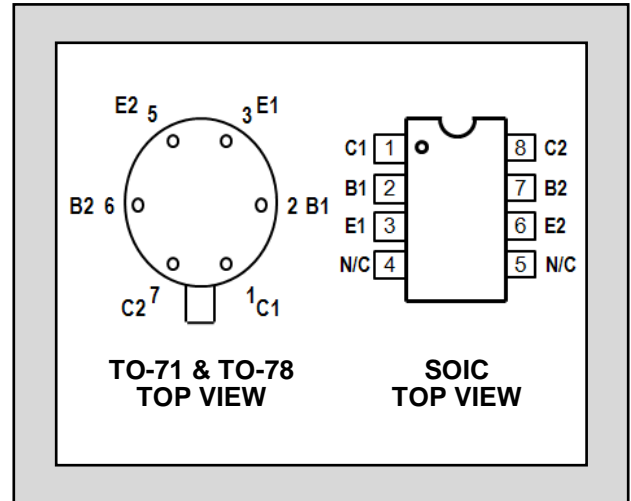 E2 5 3 E1
B2 6 2 B1
C2 7 1 C1
TO-71 & TO-78
TOP VIEW
C1 1 8 C2
B1 2 7 B2
E1 3 6 E2
N/C 4 5 N/C
SOIC
TOP VIEW